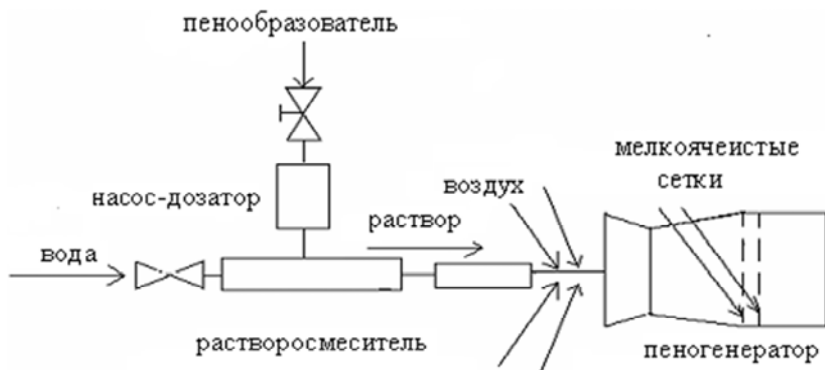 пенообразователь
мелкоячеистые
сетки
воздух
насос-дозатор
раствор
вода
растворосмеситель
пеногенератор